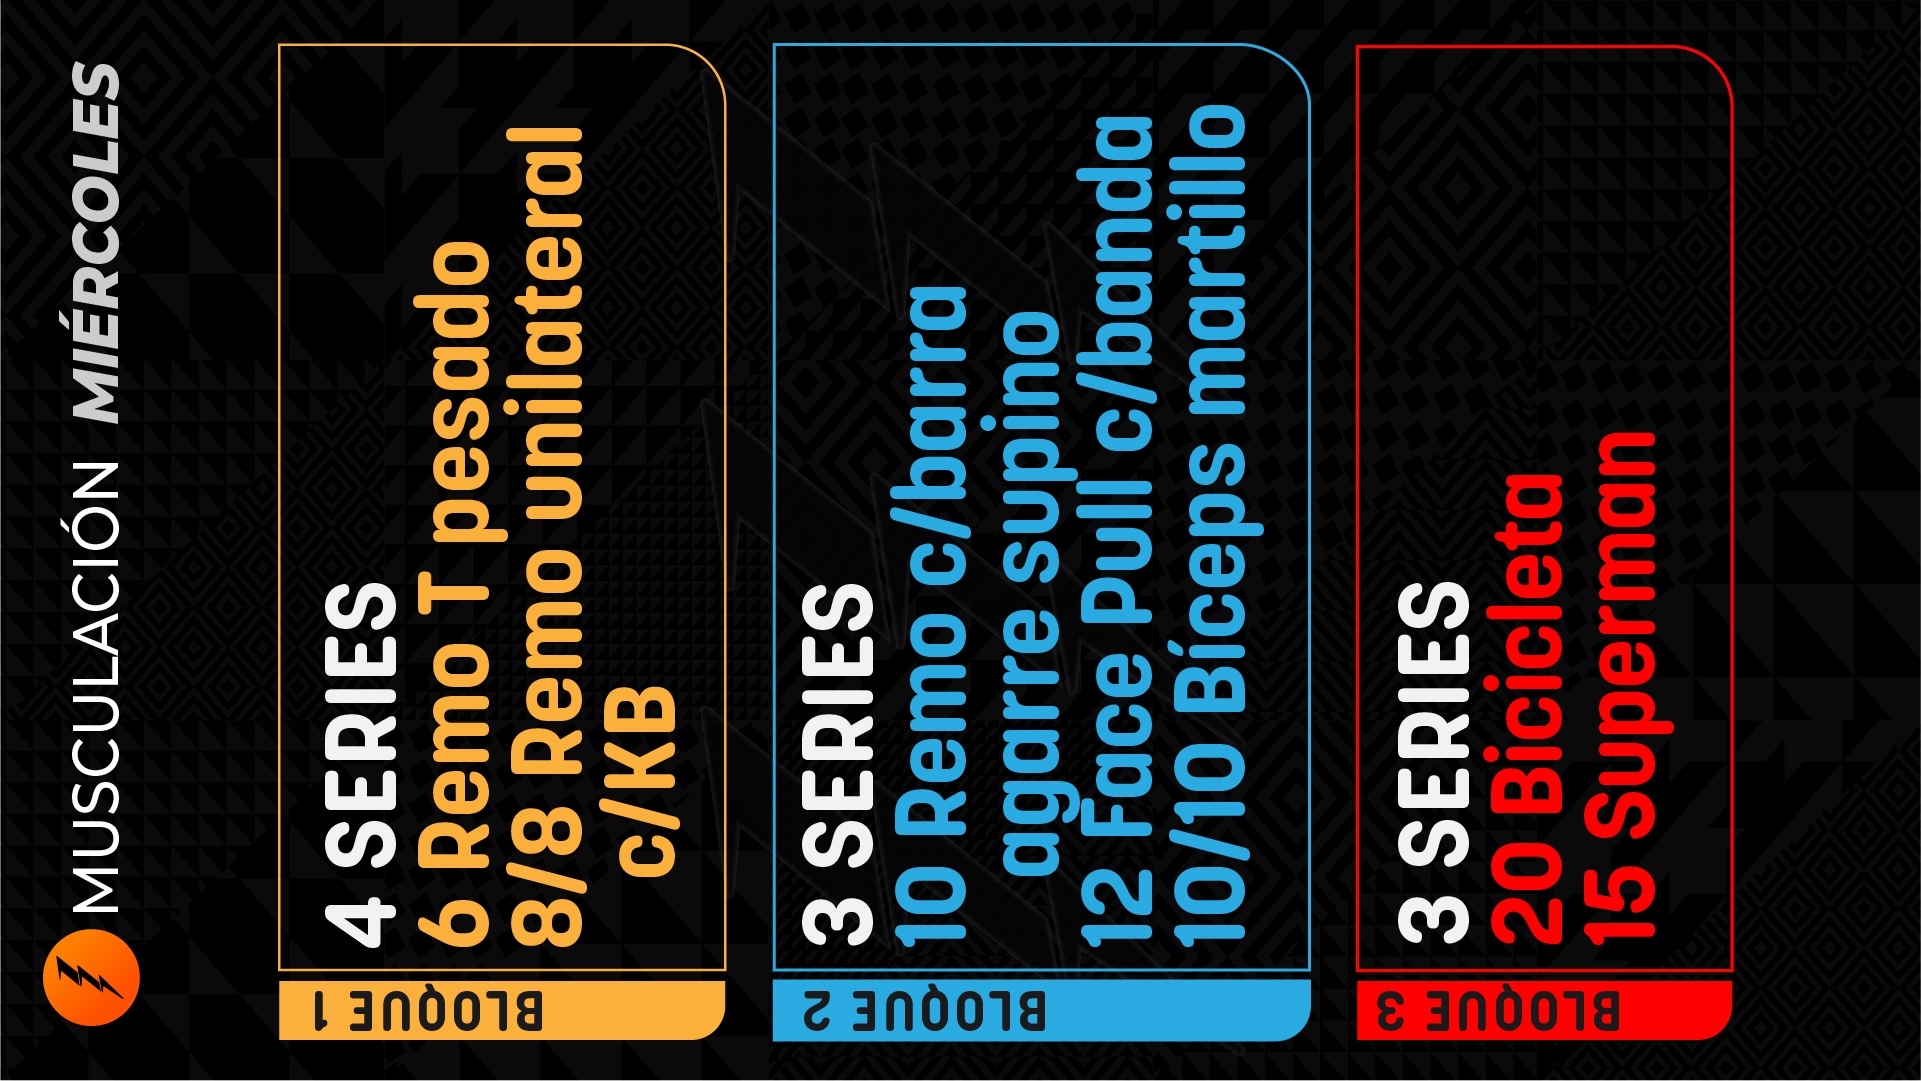 MUSCULACIÓN MIÉRCOLES
BLOQUE 1
4 SERIES
6 Remo T pesado
8/8 Remo unilateral
c/KB
BLOQUE 2
3 SERIES
10 Remo c/barra
agarre supino
12 Face Pull c/banda
10/10 Bíceps martillo
BLOQUE 3
3 SERIES
20 Bicicleta
15 Superman